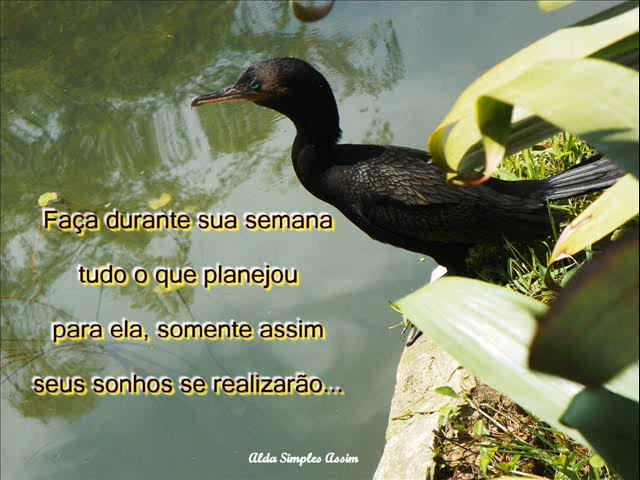 Faça durante sua semana
tudo o que planejou
para ela, somente assim
seus sonhos se realizarão...
Alda Simples Assim